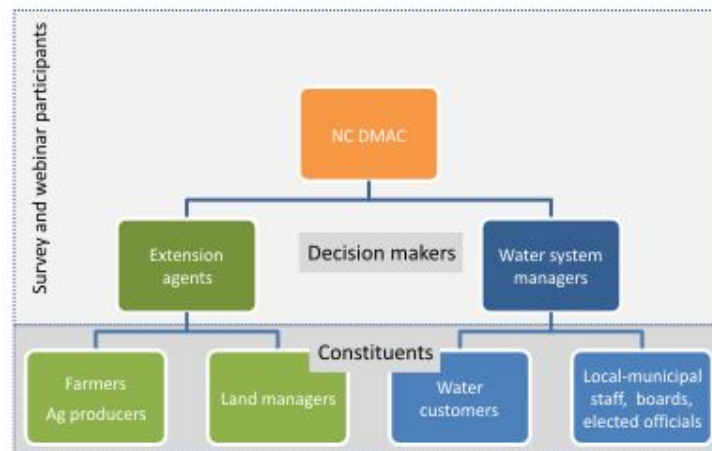 Survey and webinar participants
NC DMAC
Extension
agents
Decision makers
Water system
managers
Constituents
Farmers
Ag producers
Land managers
Water
customers
Local-municipal
staff, boards,
elected officials